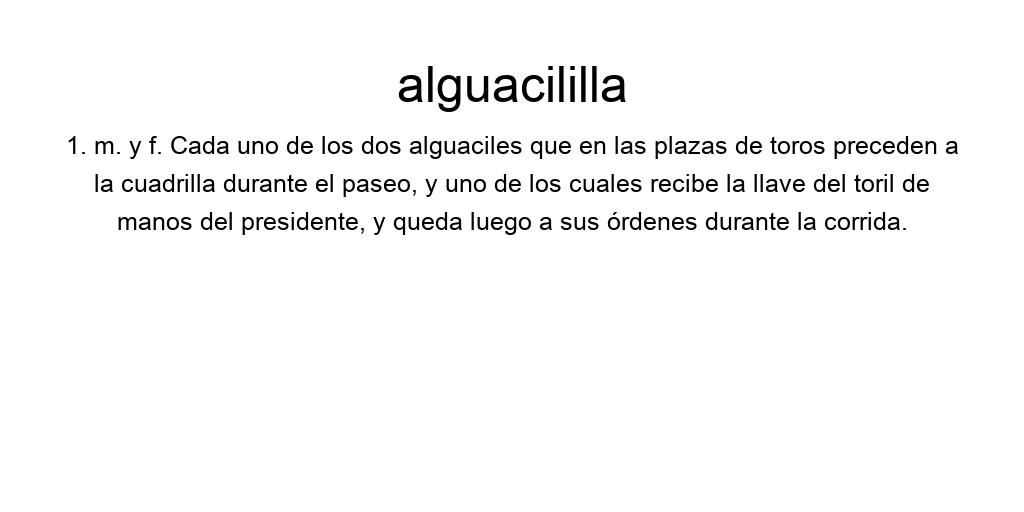 alguacililla
1. m. y f. Cada uno de los dos alguaciles que en las plazas de toros preceden a
la cuadrilla durante el paseo, y uno de los cuales recibe la llave del toril de
manos del presidente, y queda luego a sus órdenes durante la corrida.